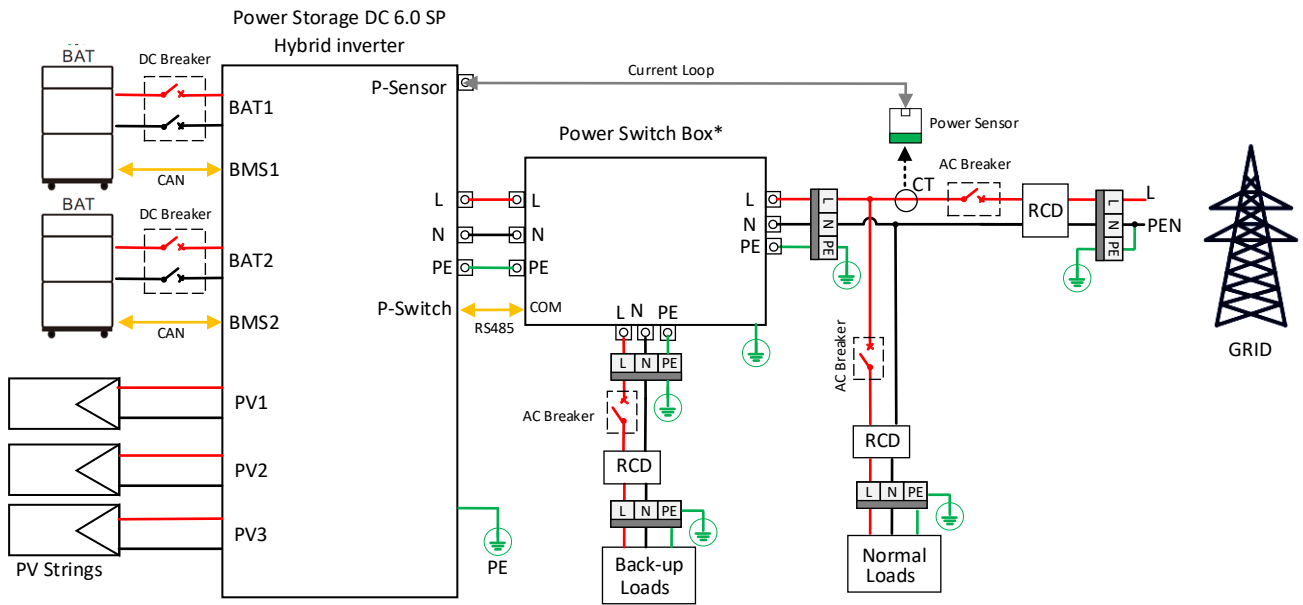 Power Storage DC 6.0 SP
Hybrid inverter
BAT
DC Breaker
BAT1
CAN
BMS1
BAT
DC Breaker
BAT2
CAN
BMS2
PV1
PV2
PV3
PV Strings
P-Sensor
L
N
PE
P-Switch
RS485
PE
Current Loop
Power Sensor
Power Switch Box*
L
N
PE
COM
L N PE
L N PE
AC Breaker
RCD
L N PE
Back-up
Loads
L
N
PE
L
N
PE
CT
AC Breaker
RCD
L
N
PE
L
PEN
AC Breaker
RCD
L N PE
Normal
Loads
GRID